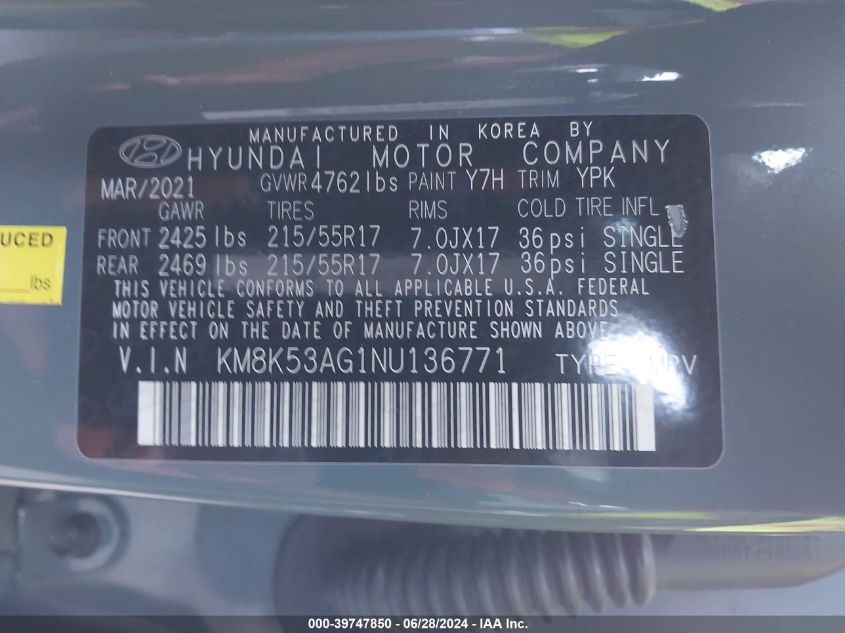 MANUFACTURED IN KOREA BY
HYUNDAI MOTOR COMPANY
MAR/2021 GVWR 4762 lbs PAINT Y7H TRIM YPK
GAWR TIRES RIMS COLD TIRE INFL
FRONT 2425 lbs 215/55R17 7.0JX17 36psi SINGLE
REAR 2469 lbs 215/55R17 7.0JX17 36psi SINGLE
THIS VEHICLE CONFORMS TO ALL APPLICABLE U.S.A. FEDERAL
MOTOR VEHICLE SAFETY AND THEFT PREVENTION STANDARDS
IN EFFECT ON THE DATE OF MANUFACTURE SHOWN ABOVE.
V.I.N KM8K53AG1NU136771 TYPE MPV
UCED
lbs
000-39747850 - 06/28/2024 - IAA Inc.